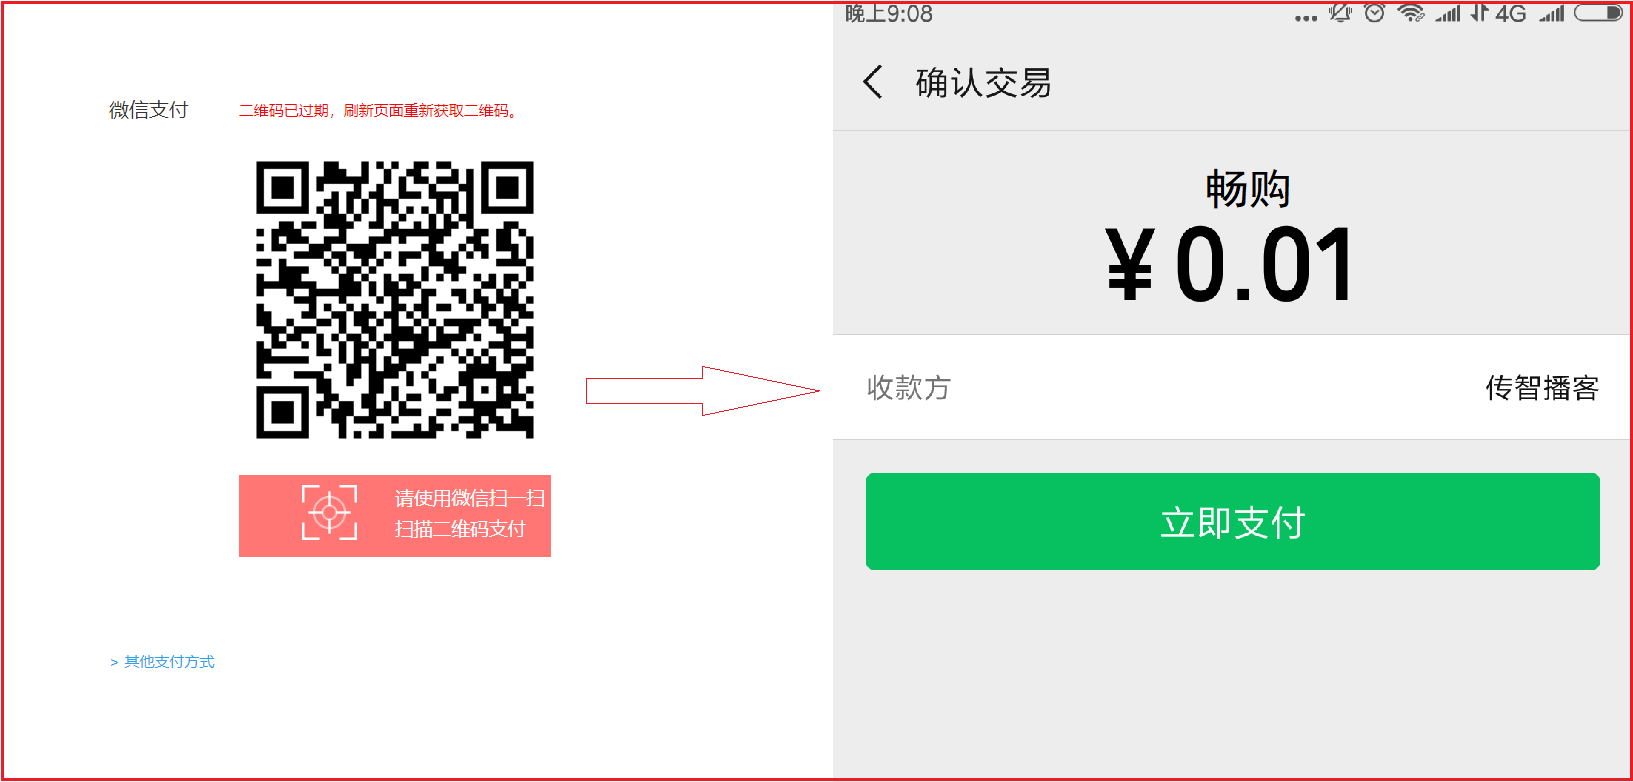 微信支付
二维码已过期，刷新页面重新获取二维码。
请使用微信扫一扫
扫描二维码支付
> 其他支付方式
晚上9:08
4G
确认交易
畅购
¥0.01
收款方
传智播客
立即支付